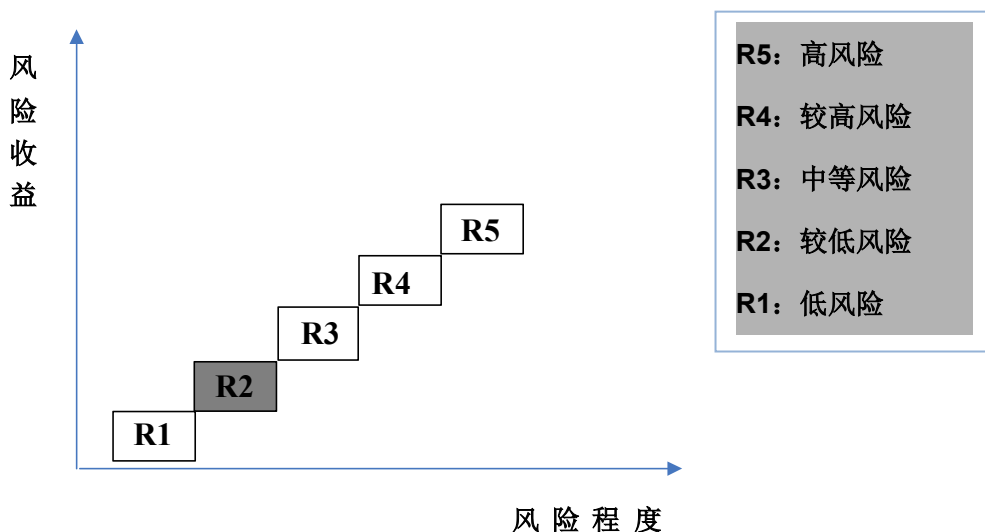 风险收益
R5
R4
R3
R2
R1
风险程度
R5：高风险
R4：较高风险
R3：中等风险
R2：较低风险
R1：低风险